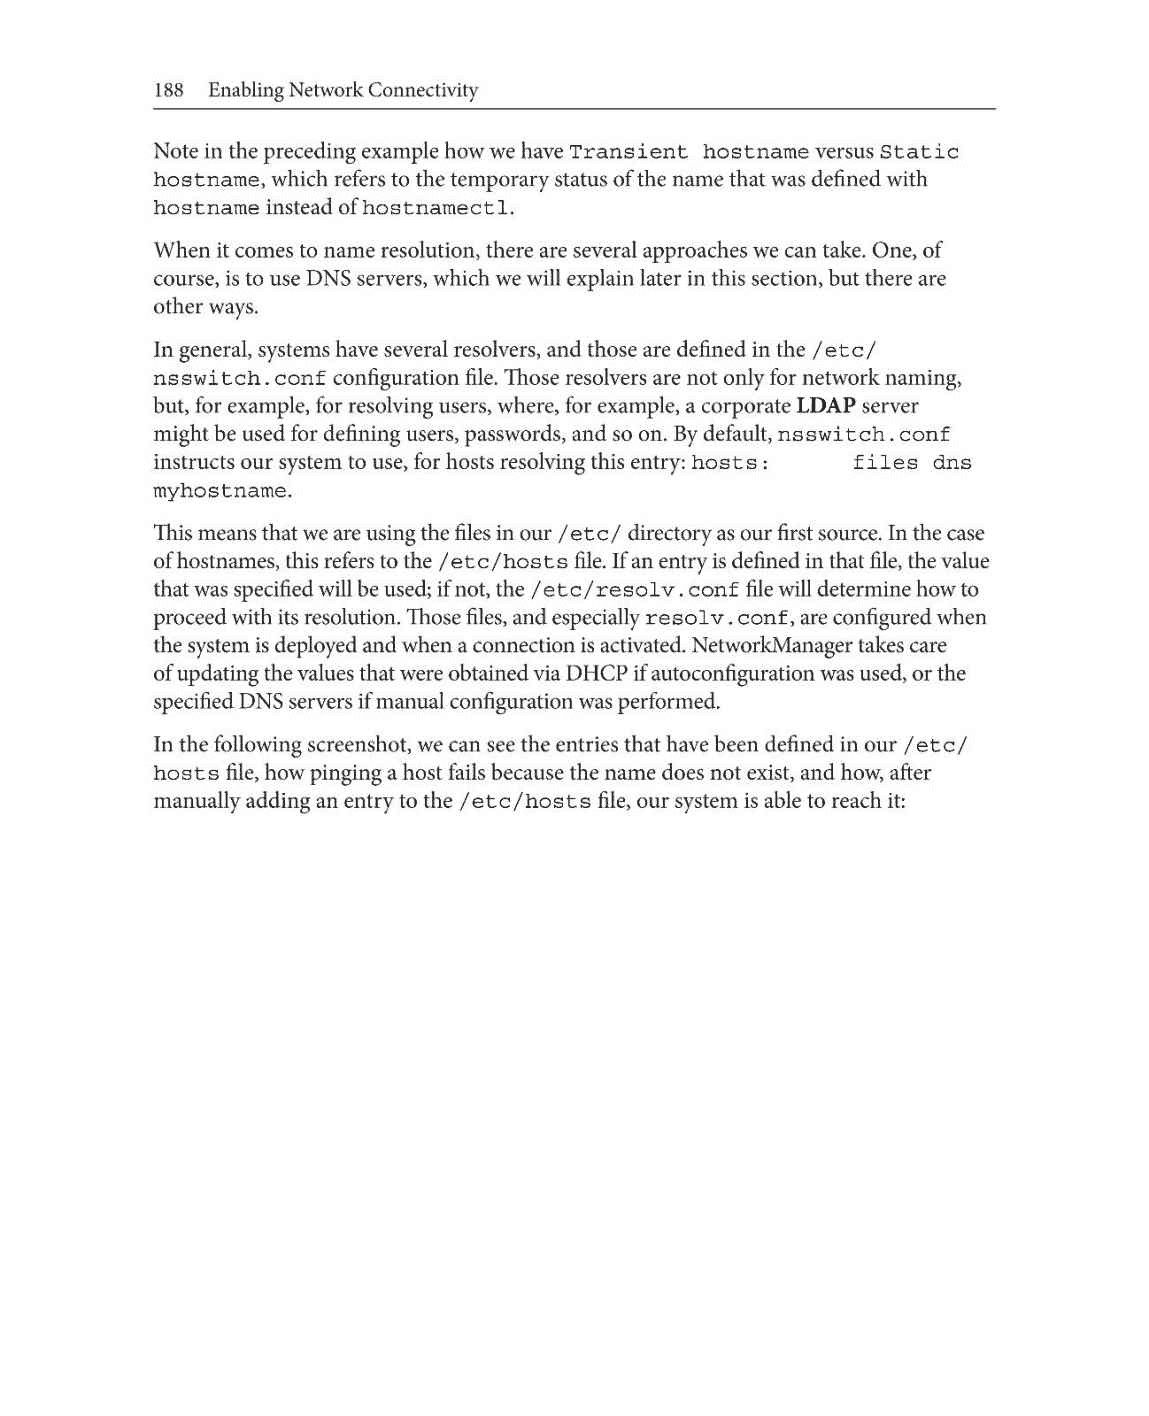 188 Enabling Network Connectivity
Note in the preceding example how we have Transient hostname versus Static
hostname, which refers to the temporary status of the name that was defined with
hostname instead of hostnamectl.
When it comes to name resolution, there are several approaches we can take. One, of
course, is to use DNS servers, which we will explain later in this section, but there are
other ways.
In general, systems have several resolvers, and those are defined in the /etc/
nsswitch.conf configuration file. Those resolvers are not only for network naming,
but, for example, for resolving users, where, for example, a corporate LDAP server
might be used for defining users, passwords, and so on. By default, nsswitch.conf
instructs our system to use, for hosts resolving this entry: hosts:      files dns
myhostname.
This means that we are using the files in our /etc/ directory as our first source. In the case
of hostnames, this refers to the /etc/hosts file. If an entry is defined in that file, the value
that was specified will be used; if not, the /etc/resolv.conf file will determine how to
proceed with its resolution. Those files, and especially resolv.conf, are configured when
the system is deployed and when a connection is activated. NetworkManager takes care
of updating the values that were obtained via DHCP if autoconfiguration was used, or the
specified DNS servers if manual configuration was performed.
In the following screenshot, we can see the entries that have been defined in our /etc/
hosts file, how pinging a host fails because the name does not exist, and how, after
manually adding an entry to the /etc/hosts file, our system is able to reach it: